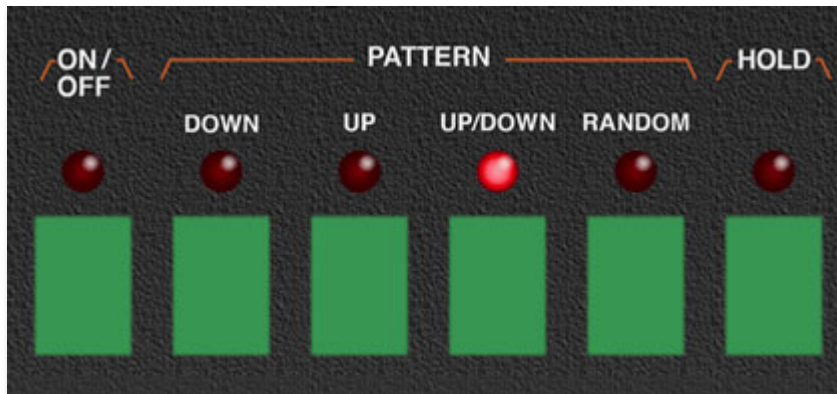 ON/
OFF
PATTERN
HOLD
DOWN
UP
UP/DOWN
RANDOM